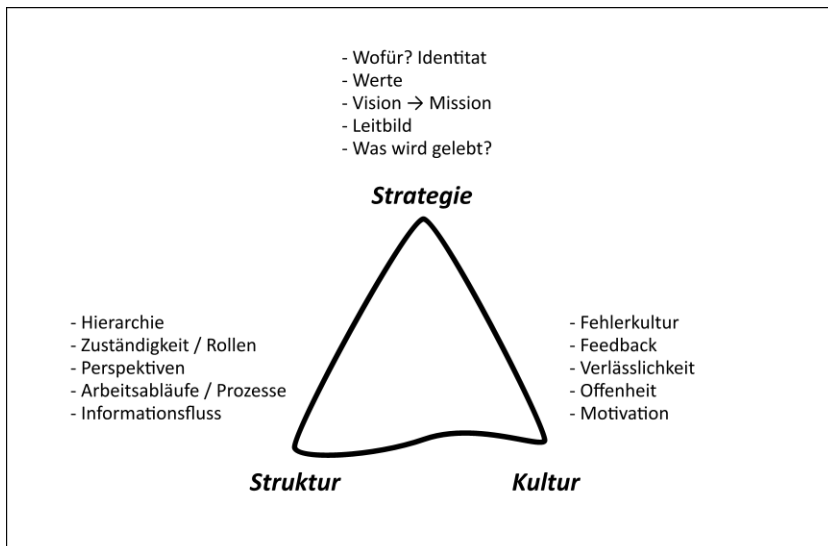 - Wofür? Identitat
- Werte
- Vision → Mission
- Leitbild
- Was wird gelebt?
Strategie
- Hierarchie
- Zuständigkeit / Rollen
- Perspektiven
- Arbeitsabläufe / Prozesse
- Informationsfluss
- Fehlerkultur
- Feedback
- Verlässlichkeit
- Offenheit
- Motivation
Struktur
Kultur